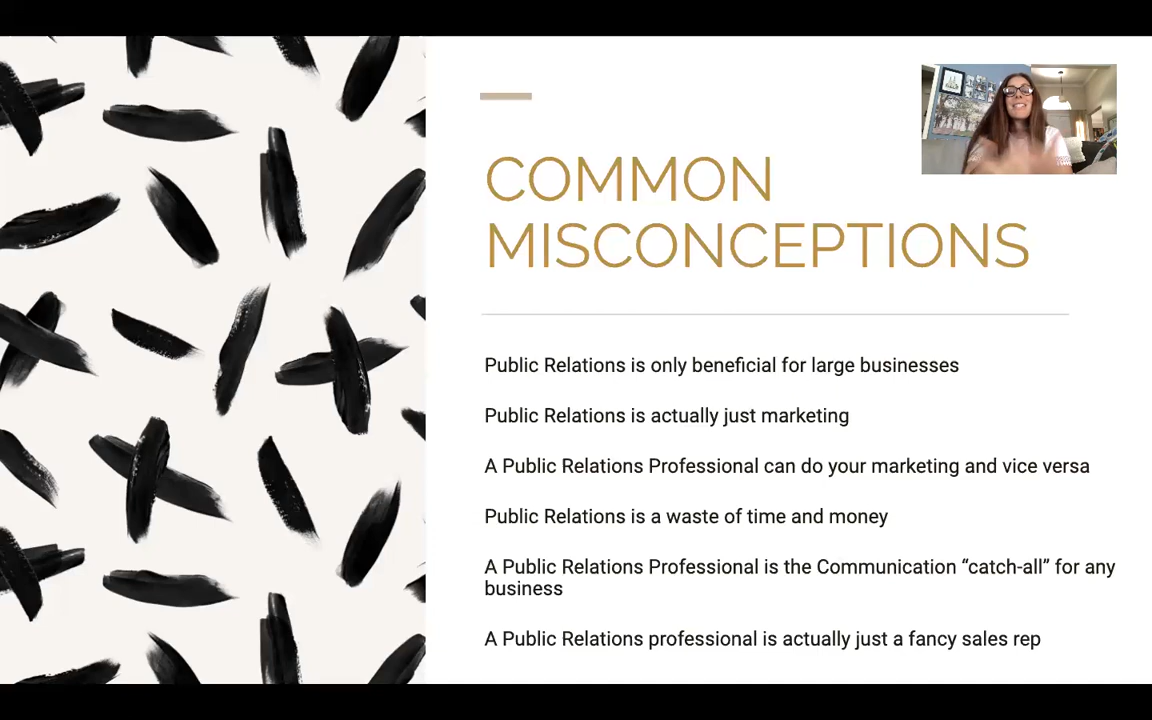 COMMON
MISCONCEPTIONS
Public Relations is only beneficial for large businesses
Public Relations is actually just marketing
A Public Relations Professional can do your marketing and vice versa
Public Relations is a waste of time and money
A Public Relations Professional is the Communication “catch-all” for any
business
A Public Relations professional is actually just a fancy sales rep